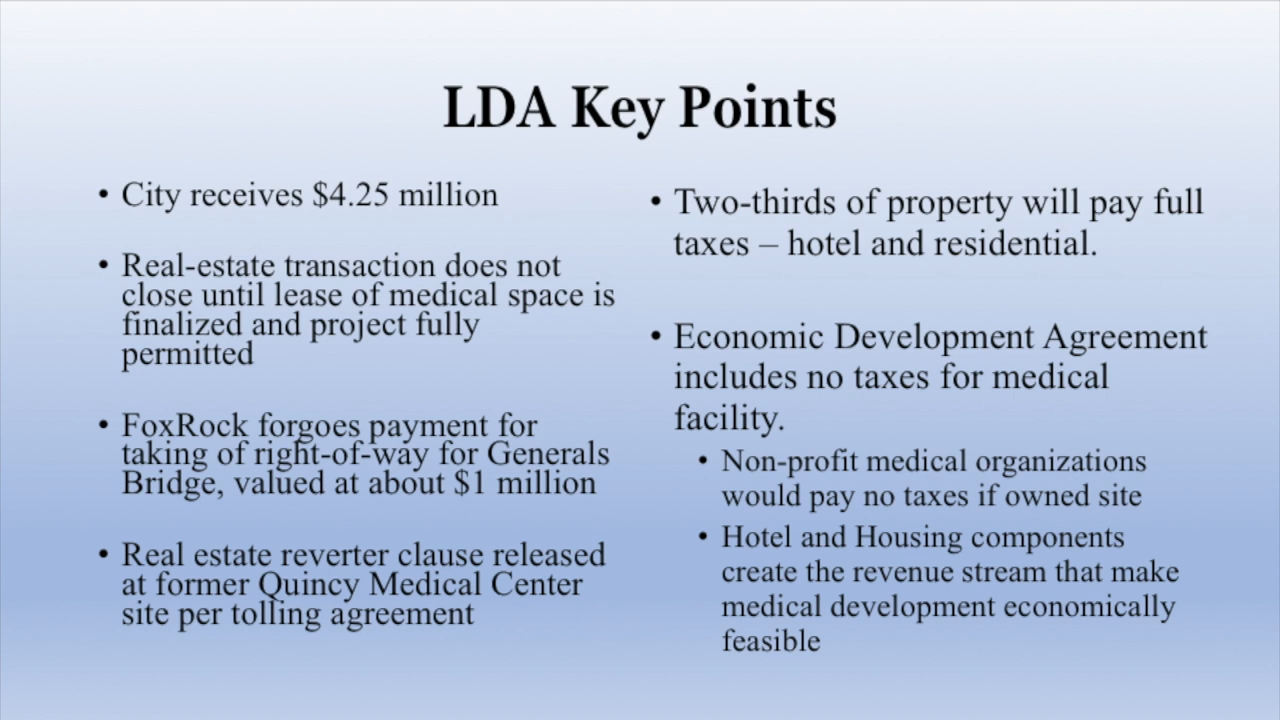 LDA Key Points
• City receives $4.25 million
• Real-estate transaction does not
close until lease of medical space is
finalized and project fully
permitted
• FoxRock forgoes payment for
taking of right-of-way for Generals
Bridge, valued at about $1 million
• Real estate reverter clause released
at former Quincy Medical Center
site per tolling agreement
• Two-thirds of property will pay full
taxes – hotel and residential.
• Economic Development Agreement
includes no taxes for medical
facility.
• Non-profit medical organizations
would pay no taxes if owned site
• Hotel and Housing components
create the revenue stream that make
medical development economically
feasible